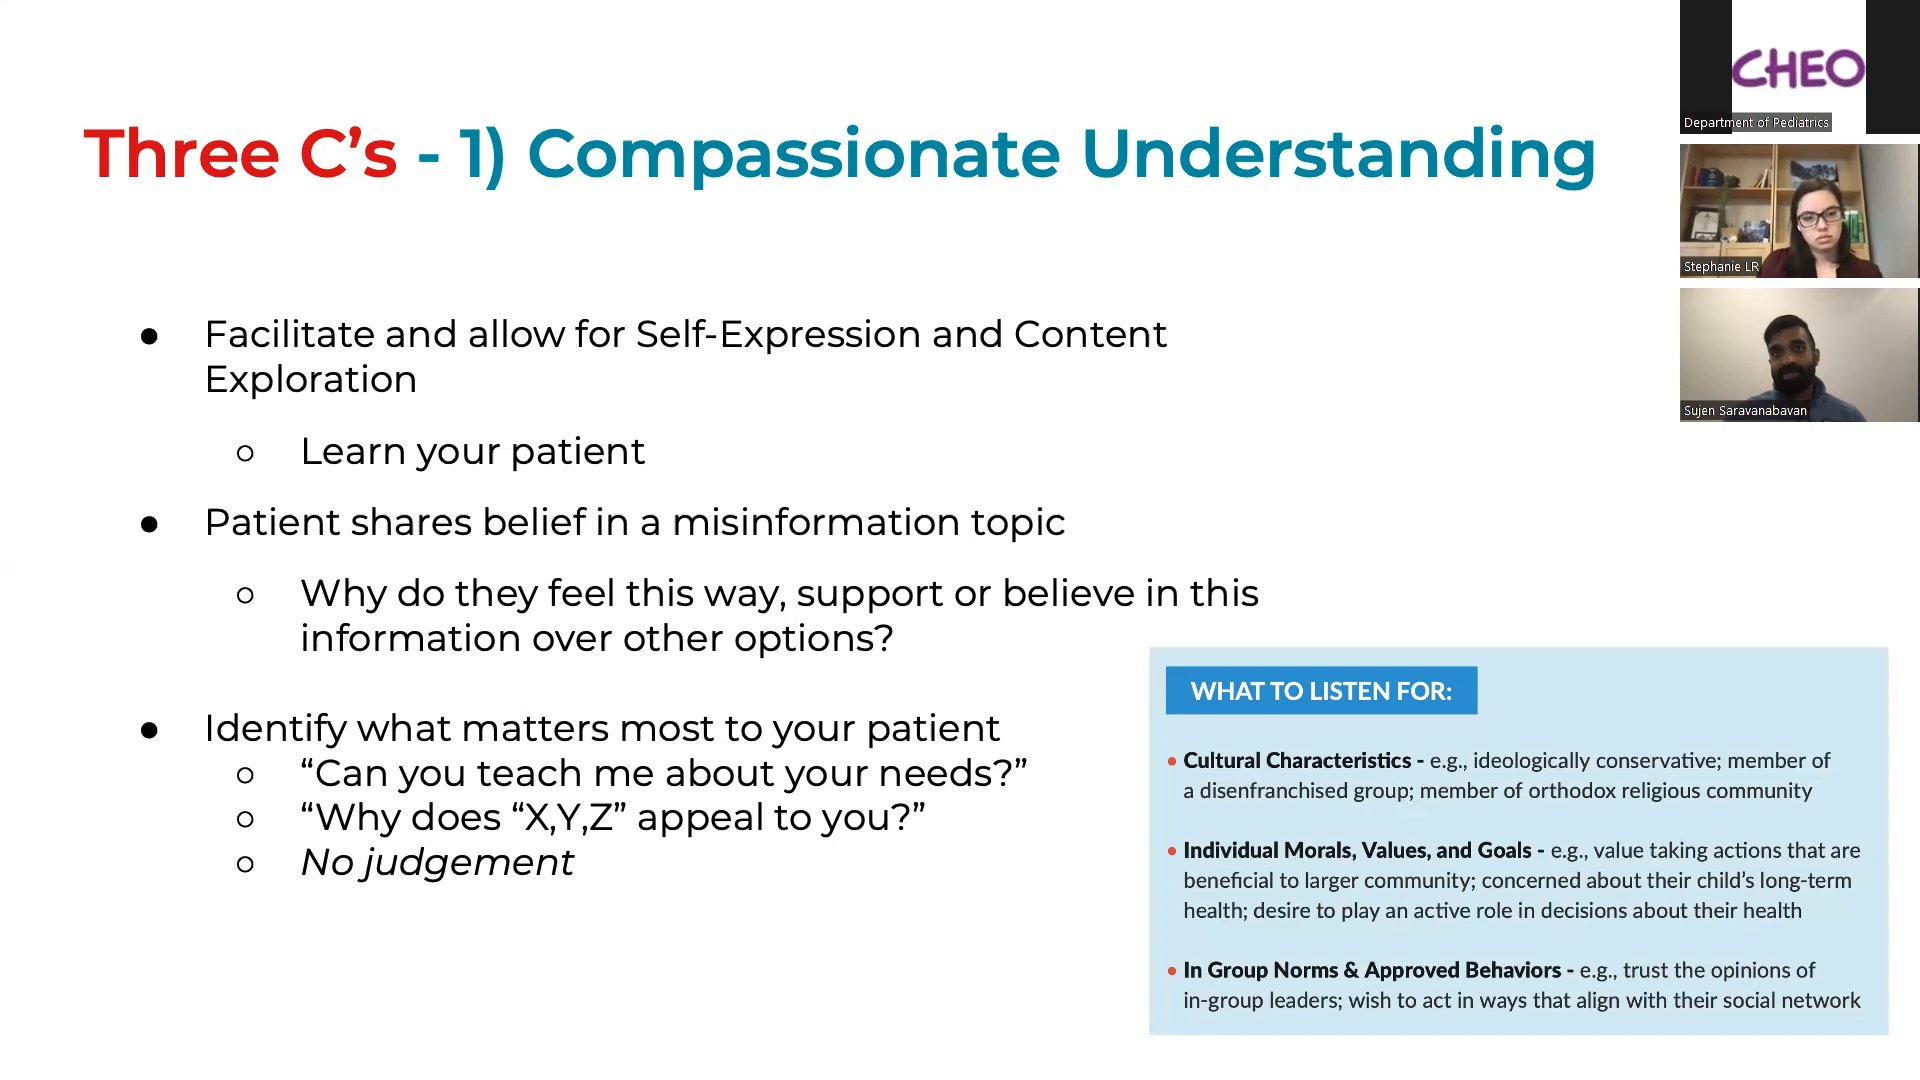 Three C’s - 1) Compassionate Understanding
● Facilitate and allow for Self-Expression and Content
Exploration
○ Learn your patient
● Patient shares belief in a misinformation topic
○ Why do they feel this way, support or believe in this
information over other options?
● Identify what matters most to your patient
○ “Can you teach me about your needs?”
○ “Why does “X,Y,Z” appeal to you?”
○ No judgement
WHAT TO LISTEN FOR:
• Cultural Characteristics - e.g., ideologically conservative; member of
a disenfranchised group; member of orthodox religious community
• Individual Morals, Values, and Goals - e.g., value taking actions that are
beneficial to larger community; concerned about their child’s long-term
health; desire to play an active role in decisions about their health
• In Group Norms & Approved Behaviors - e.g., trust the opinions of
in-group leaders; wish to act in ways that align with their social network
CHEO
Department of Pediatrics
Stephanie LR
Sujen Saravanabavan